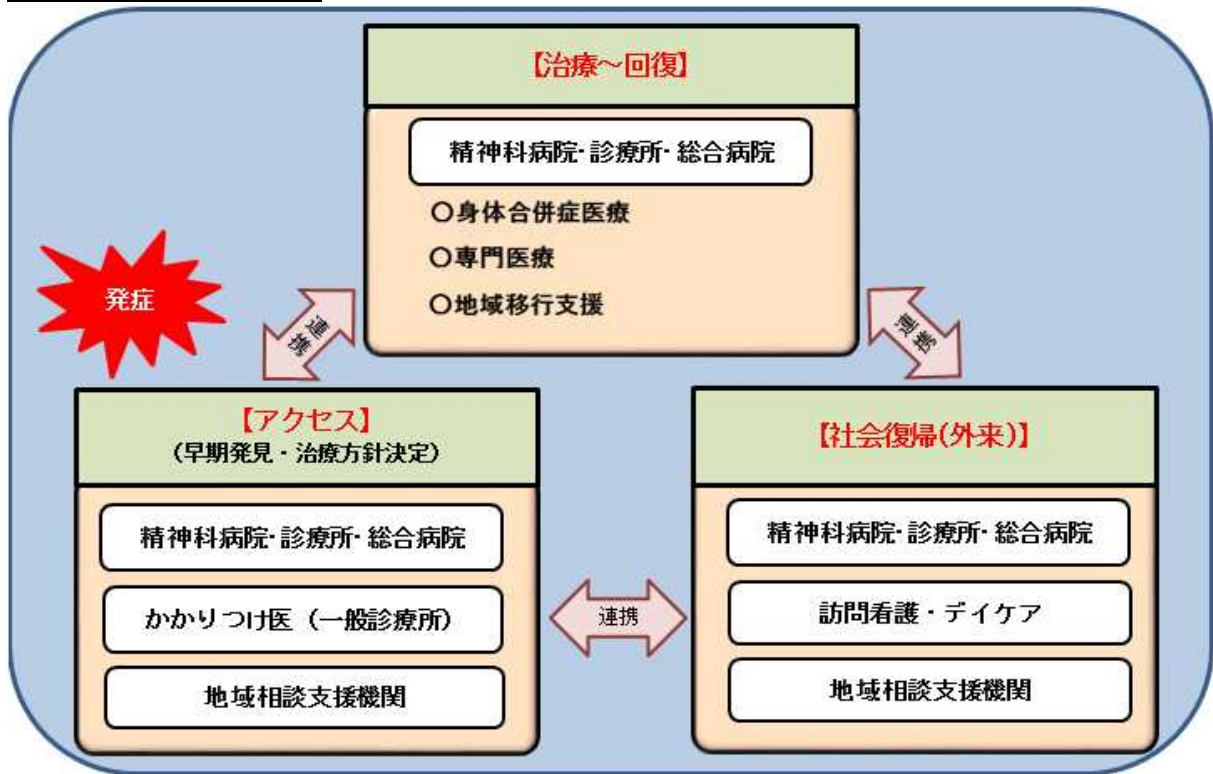 【治療～回復】
精神科病院・診療所・総合病院
○身体合併症医療
○専門医療
○地域移行支援
発症
連携
連携
【アクセス】
(早期発見・治療方針決定)
精神科病院・診療所・総合病院
かかりつけ医（一般診療所）
地域相談支援機関
連携
【社会復帰(外来)】
精神科病院・診療所・総合病院
訪問看護・デイケア
地域相談支援機関